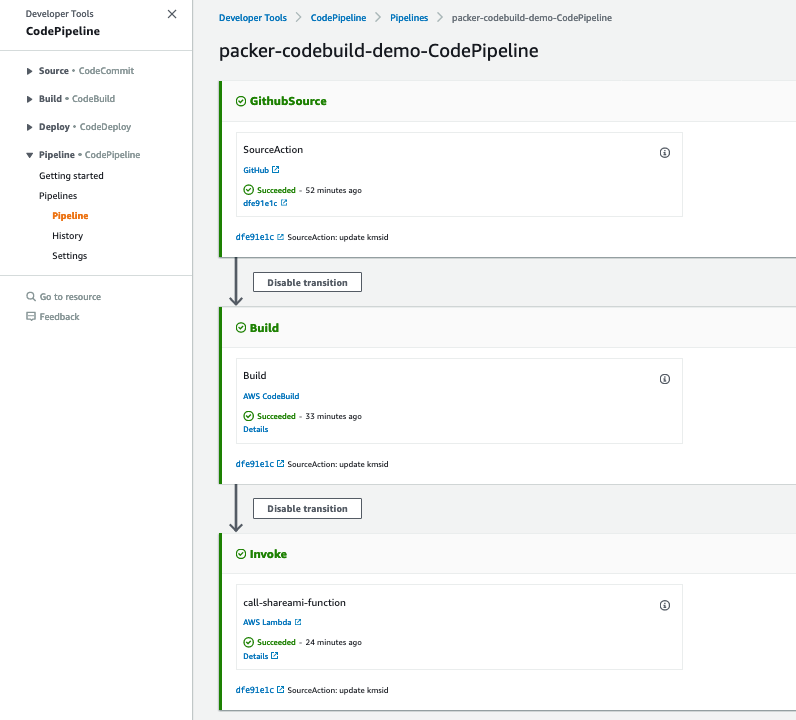 Developer Tools
CodePipeline
Source • CodeCommit
Build • CodeBuild
Deploy • CodeDeploy
Pipeline • CodePipeline
Getting started
Pipelines
Pipeline
History
Settings
Go to resource
Feedback
Developer Tools > CodePipeline > Pipelines > packer-codebuild-demo-CodePipeline
packer-codebuild-demo-CodePipeline
GithubSource
SourceAction
GitHub
Succeeded - 52 minutes ago
dfe91e1c
dfe91e1c SourceAction: update kmsid
Disable transition
Build
Build
AWS CodeBuild
Succeeded - 33 minutes ago
Details
dfe91e1c SourceAction: update kmsid
Disable transition
Invoke
call-shareami-function
AWS Lambda
Succeeded - 24 minutes ago
Details
dfe91e1c SourceAction: update kmsid